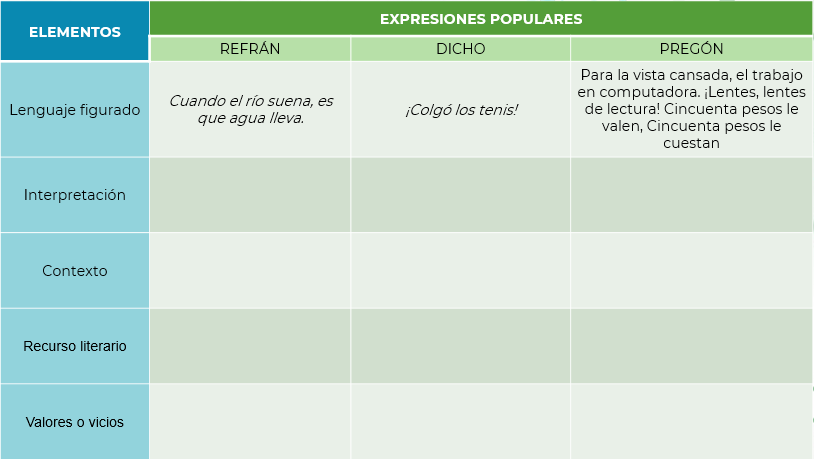 ELEMENTOS
EXPRESIONES POPULARES
REFRÁN
DICHO
PREGÓN
Lenguaje figurado
Cuando el río suena, es
que agua lleva.
¡Colgó los tenis!
Para la vista cansada, el trabajo
en computadora. ¡Lentes, lentes
de lectura! Cincuenta pesos le
valen, Cincuenta pesos le
cuestan
Interpretación
Contexto
Recurso literario
Valores o vicios